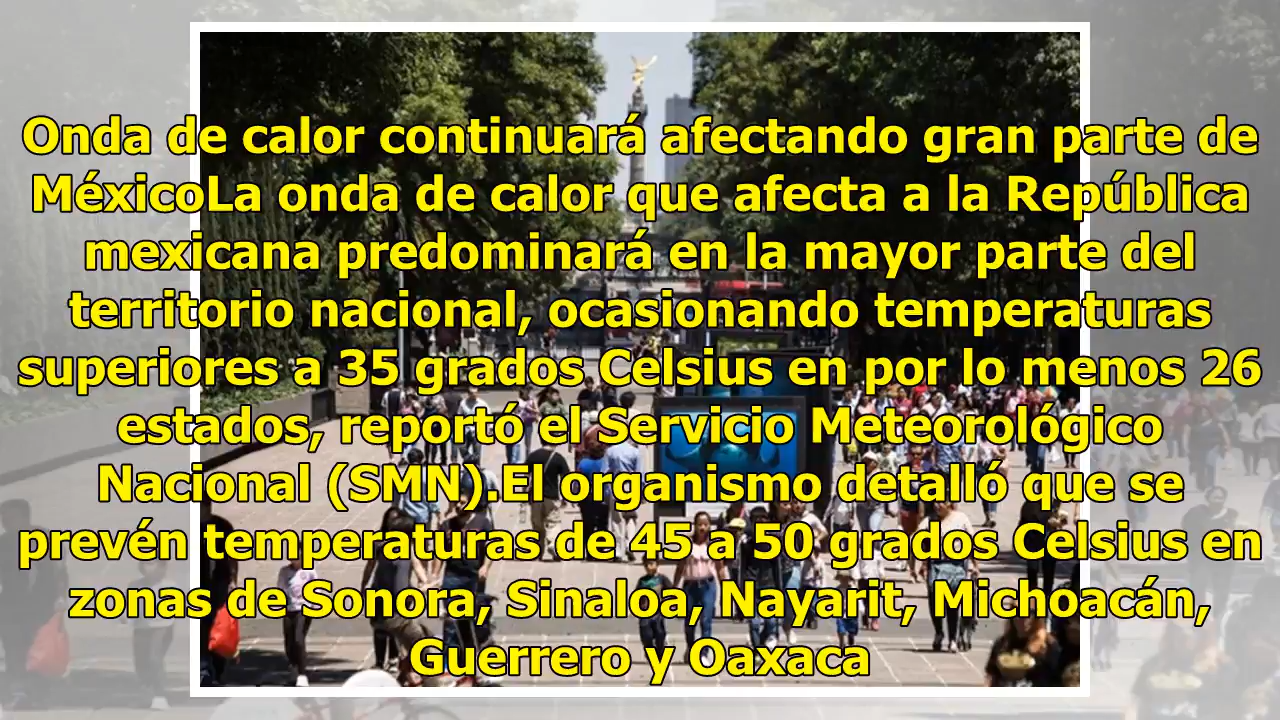 Onda de calor continuará afectando gran parte de
MéxicoLa onda de calor que afecta a la República
mexicana predominará en la mayor parte del
territorio nacional, ocasionando temperaturas
superiores a 35 grados Celsius en por lo menos 26
estados, reportó el Servicio Meteorológico
Nacional (SMN).El organismo detalló que se
prevén temperaturas de 45 a 50 grados Celsius en
zonas de Sonora, Sinaloa, Nayarit, Michoacán,
Guerrero y Oaxaca